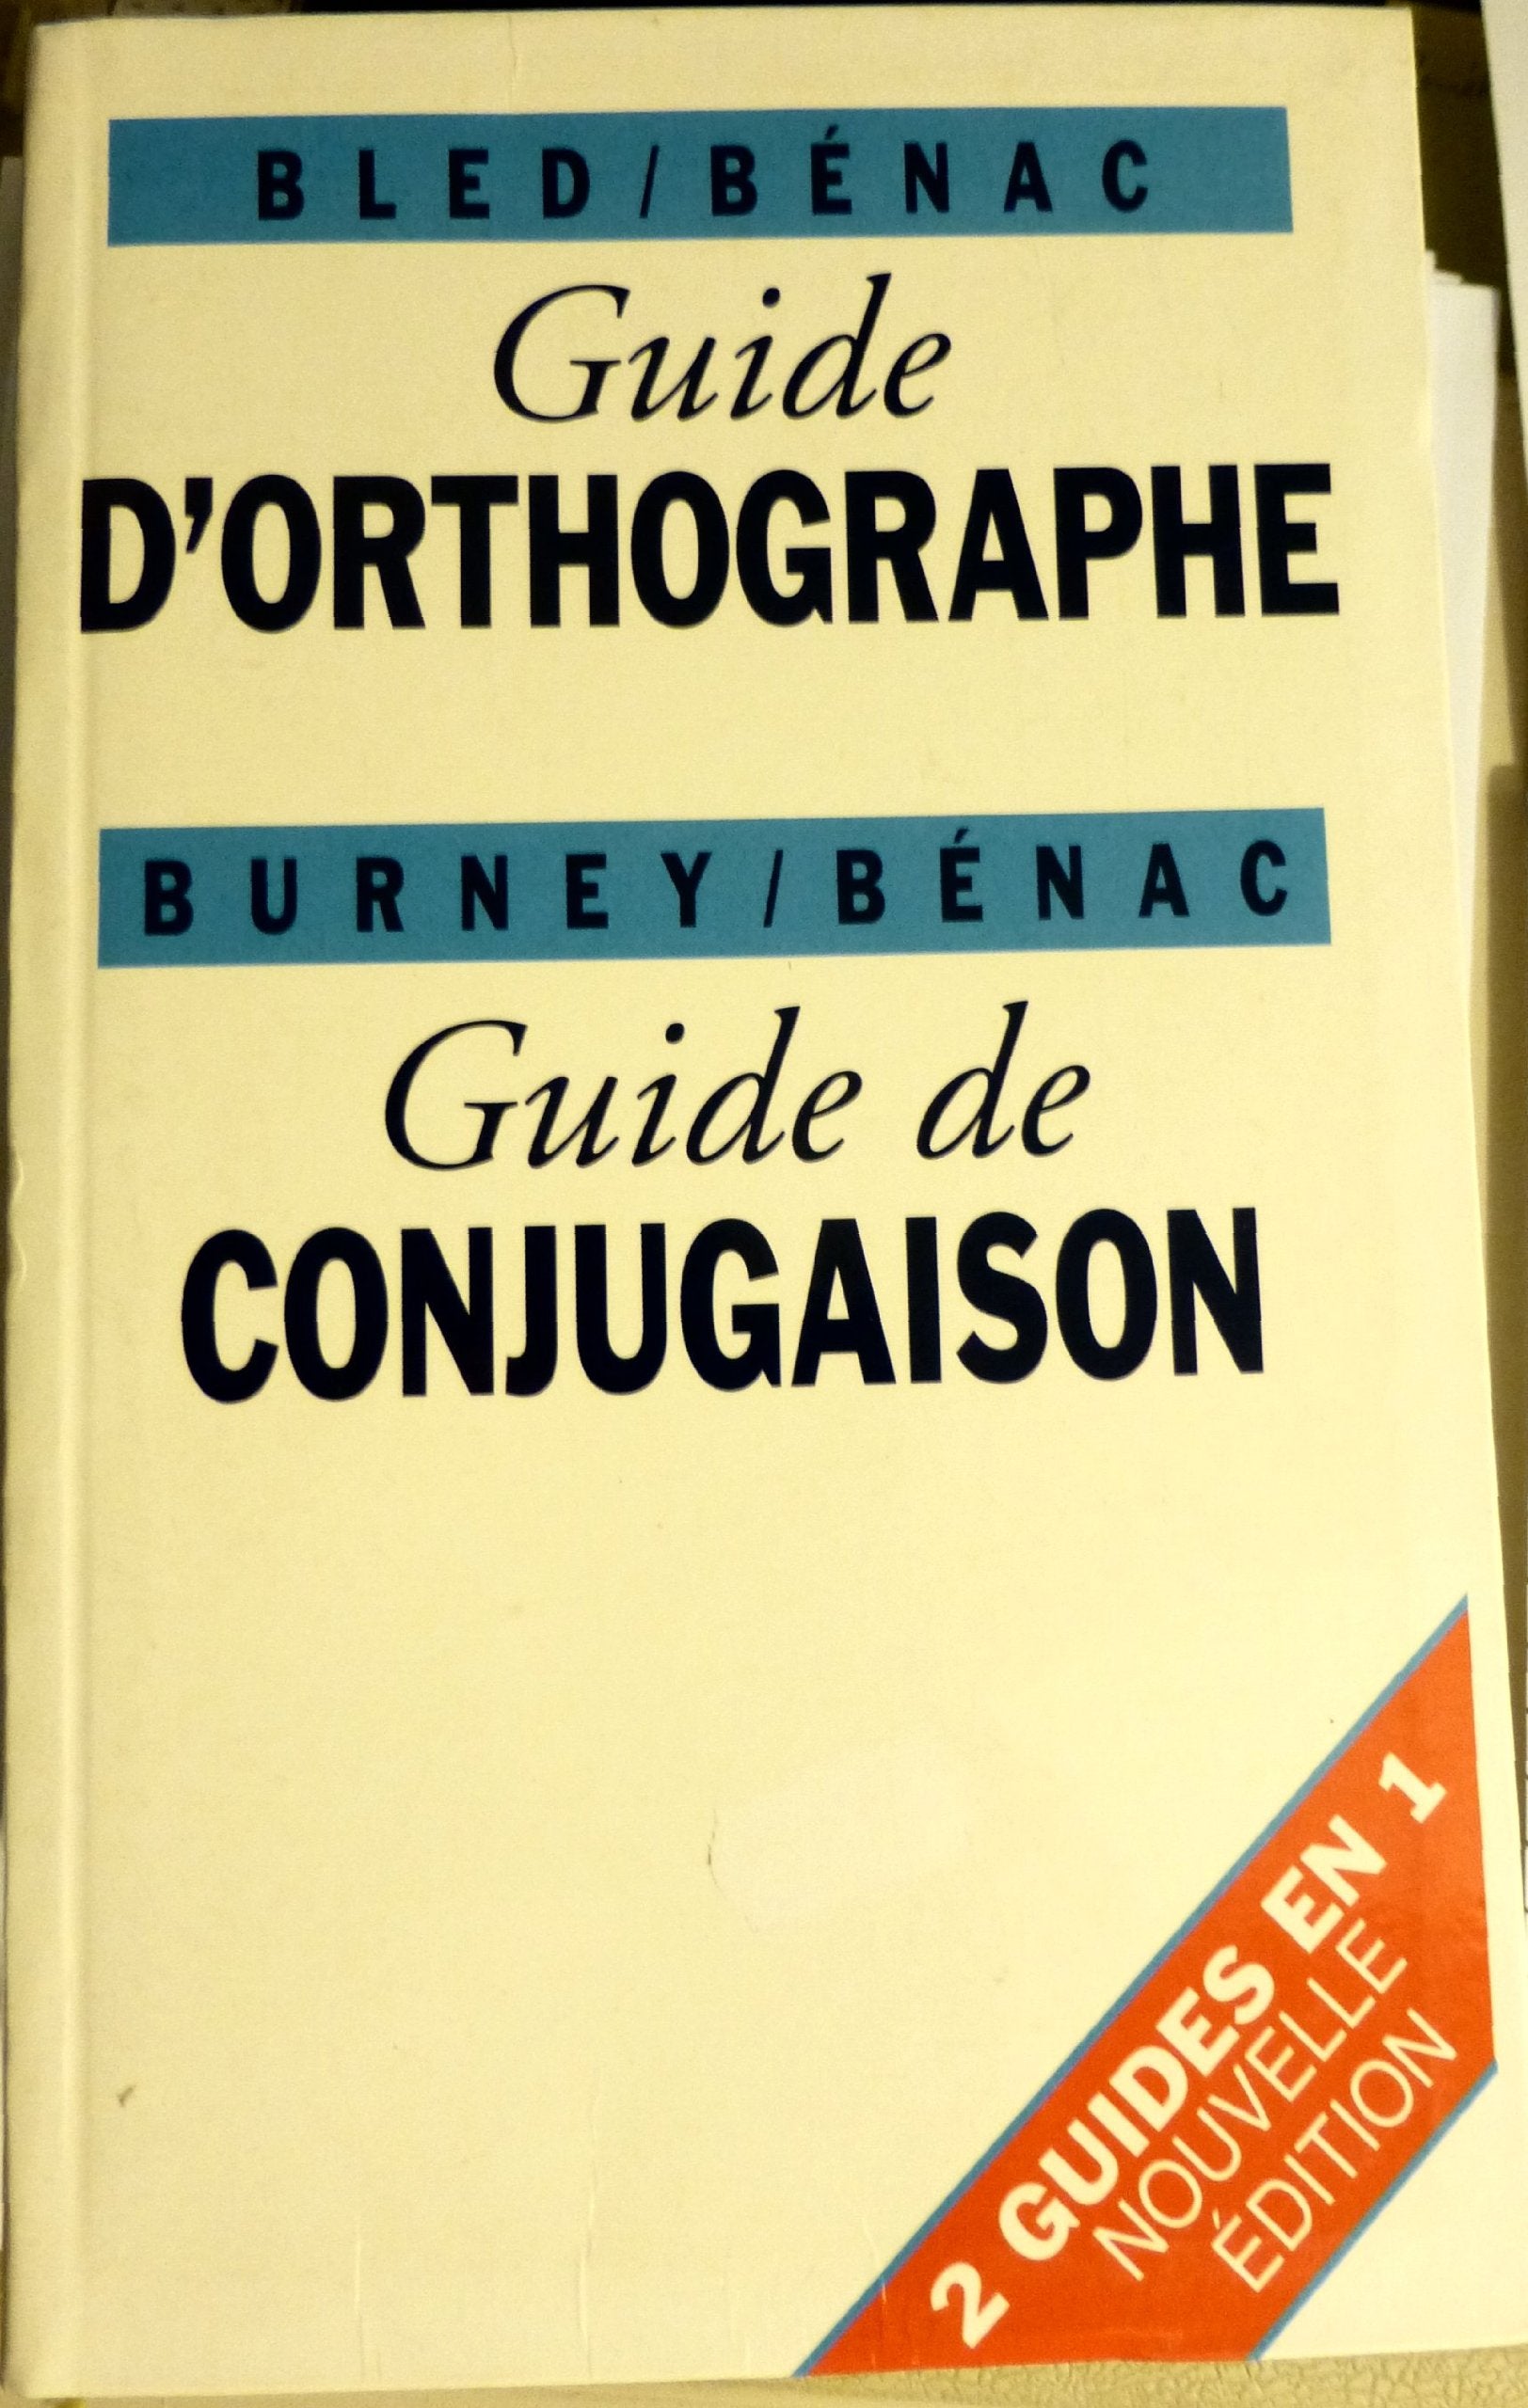 BLED/BÉNAC
Guide
D'ORTHOGRAPHE
BURNEY/BÉNAC
Guide de
CONJUGAISON
2 GUIDES EN 1
NOUVELLE
ÉDITION